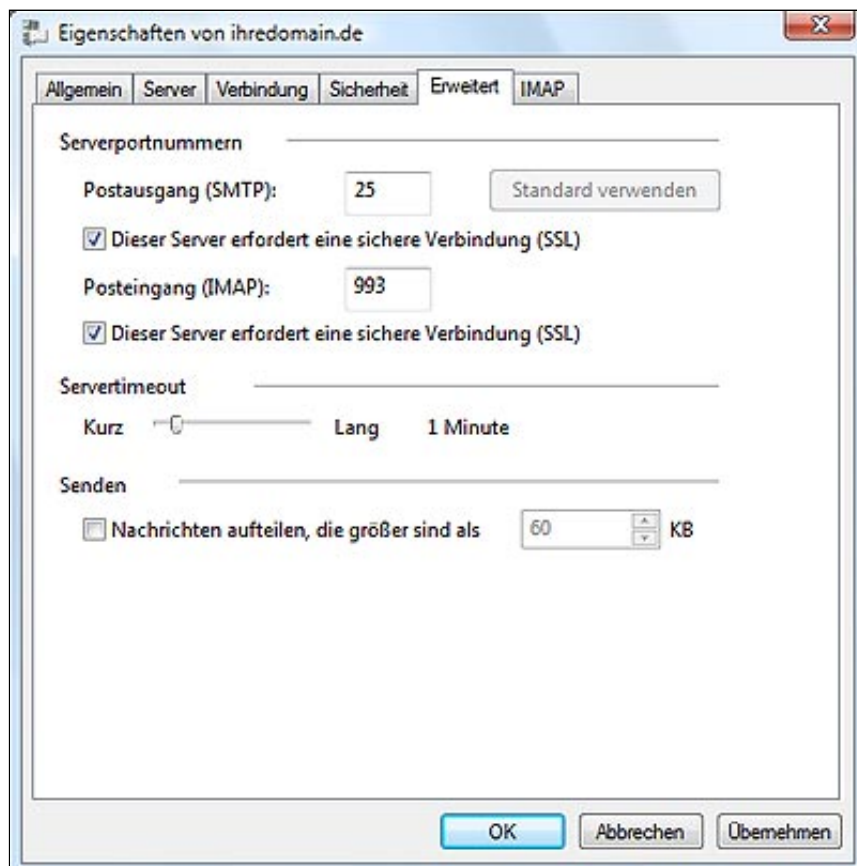 Eigenschaften von ihredomain.de
Allgemein Server Verbindung Sicherheit Erweitert IMAP
Serverportnummern
Postausgang (SMTP): 25 Standard verwenden
Dieser Server erfordert eine sichere Verbindung (SSL)
Posteingang (IMAP): 993
Dieser Server erfordert eine sichere Verbindung (SSL)
Servertimeout
Kurz Lang 1 Minute
Senden
Nachrichten aufteilen, die größer sind als 60 KB
OK Abbrechen Übernehmen